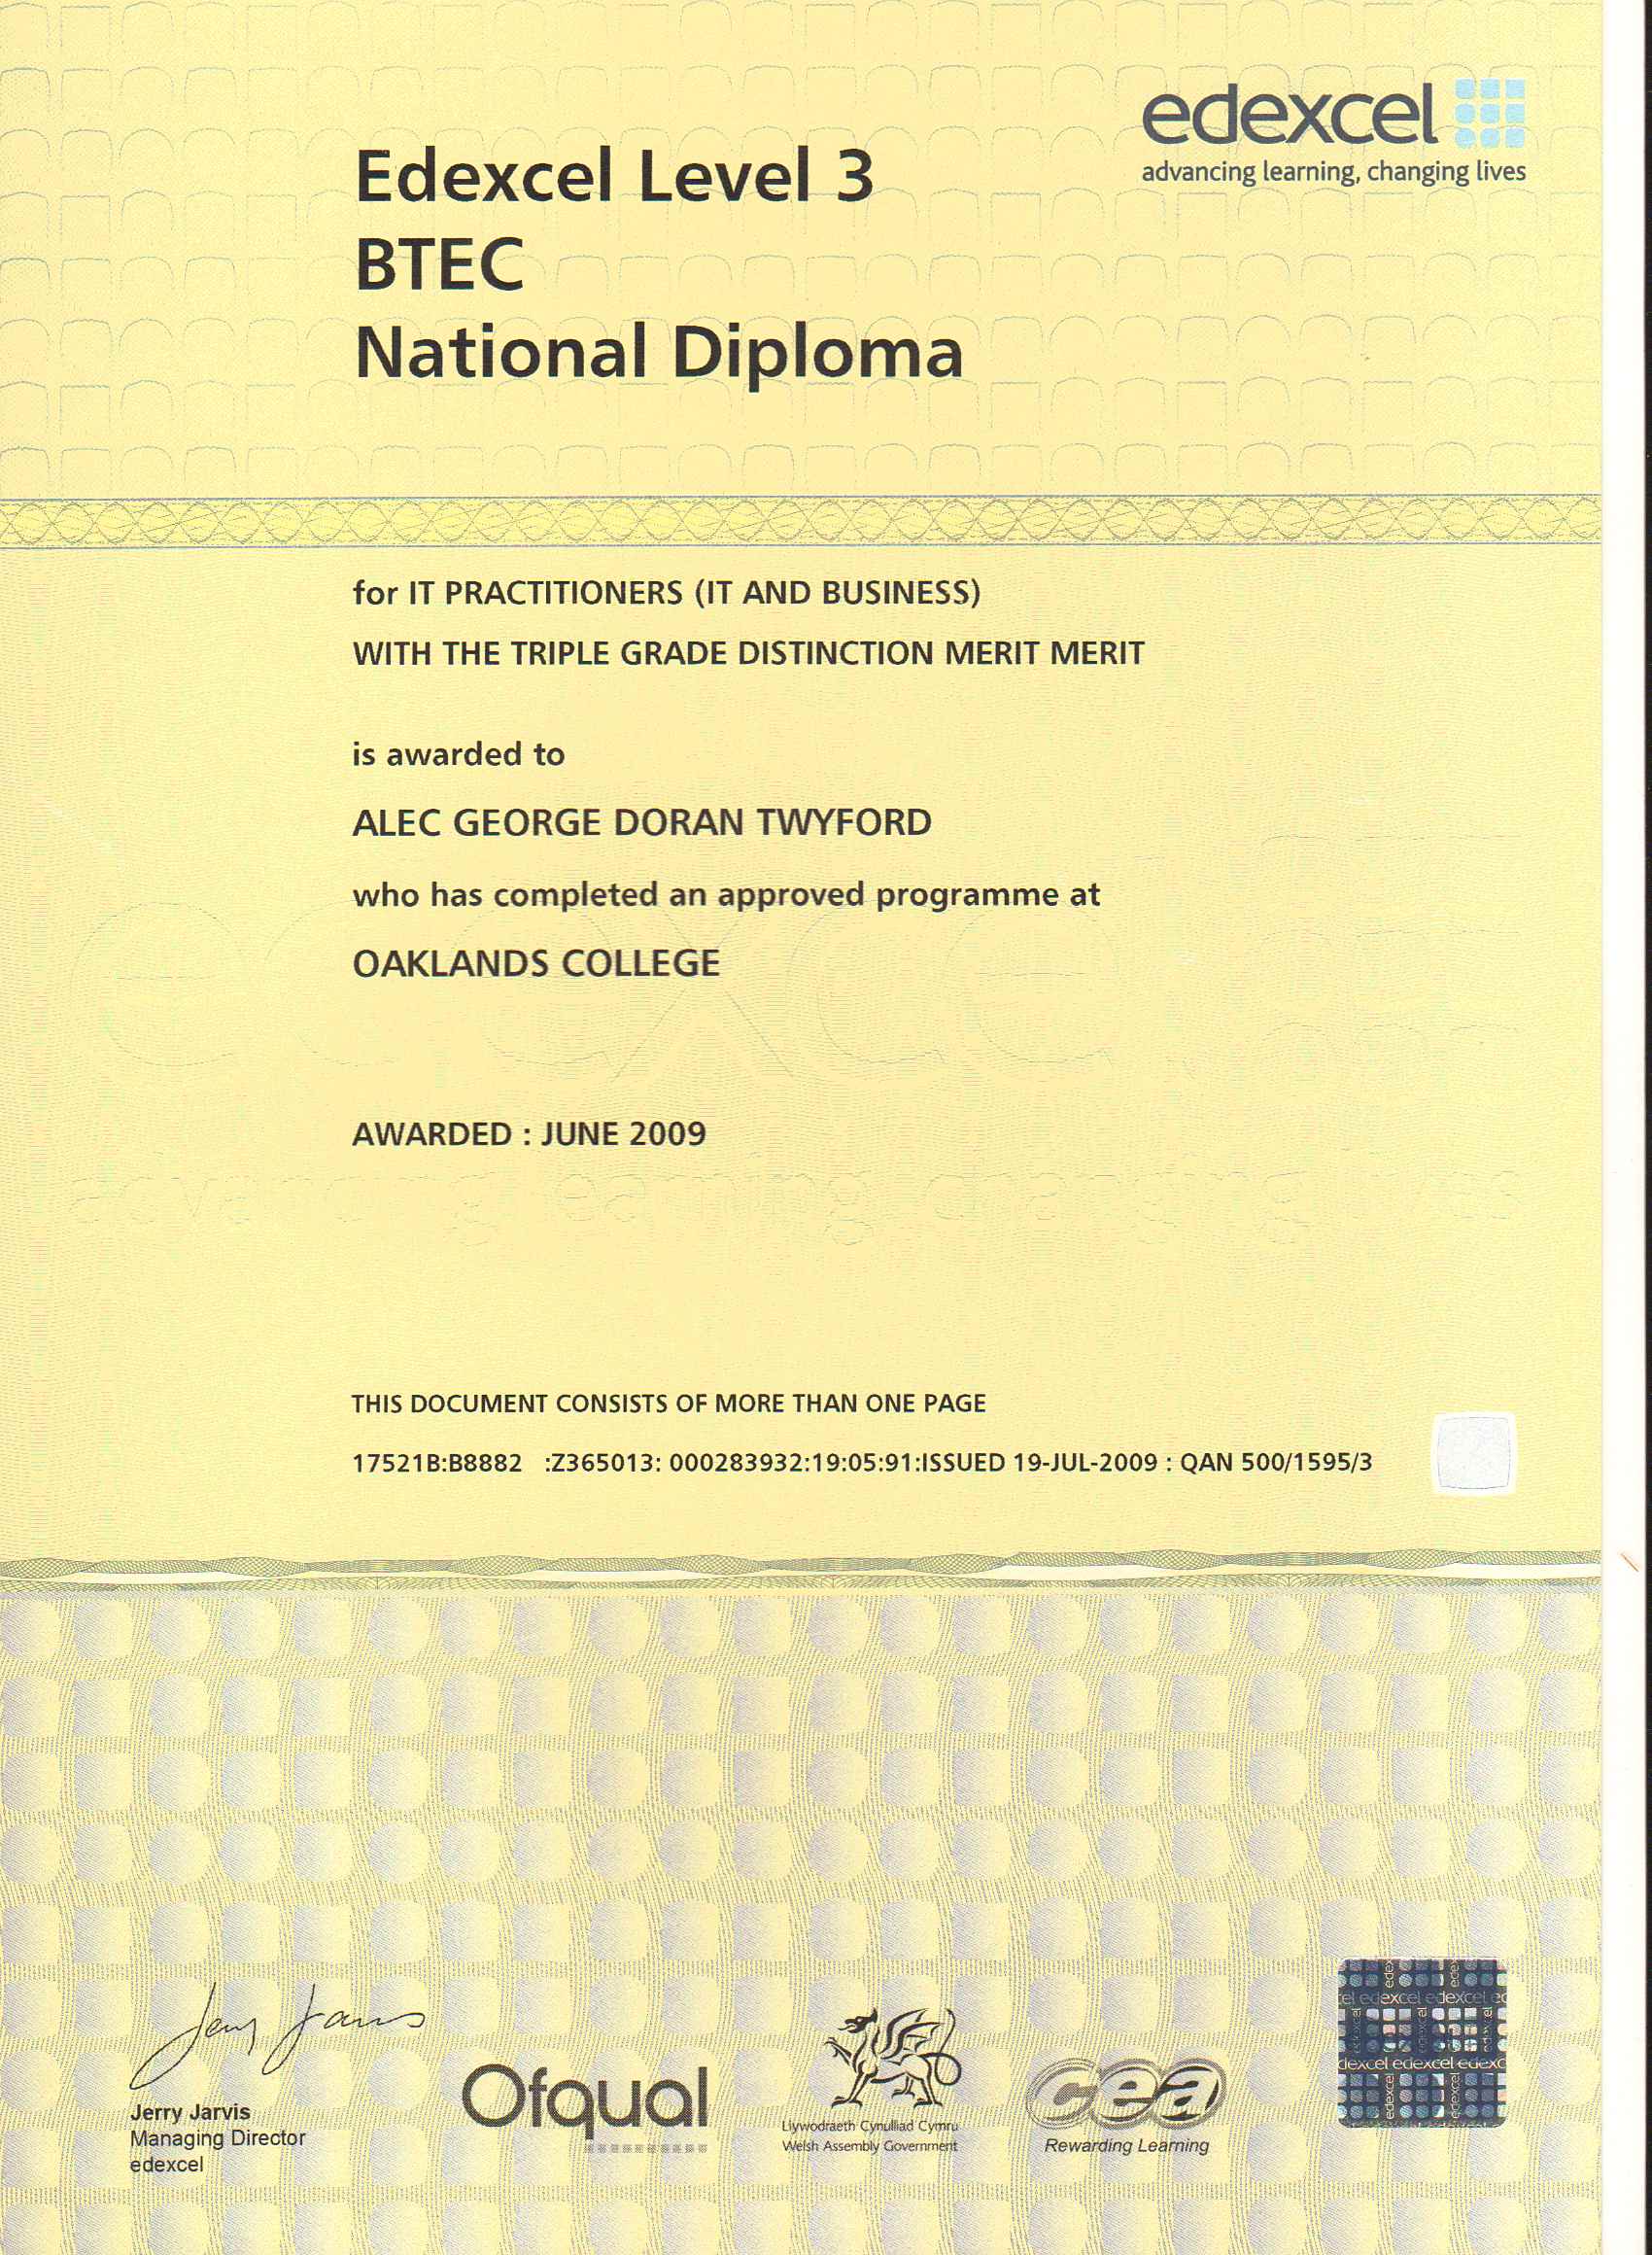 edexcel
advancing learning, changing lives
Edexcel Level 3
BTEC
National Diploma
for IT PRACTITIONERS (IT AND BUSINESS)
WITH THE TRIPLE GRADE DISTINCTION MERIT MERIT
is awarded to
ALEC GEORGE DORAN TWYFORD
who has completed an approved programme at
OAKLANDS COLLEGE
AWARDED : JUNE 2009
THIS DOCUMENT CONSISTS OF MORE THAN ONE PAGE
17521B:B8882 :Z365013: 000283932:19:05:91:ISSUED 19-JUL-2009 : QAN 500/1595/3
Jerry Jarvis
Jerry Jarvis
Managing Director
edexcel
Ofqual
Llywodraeth Cynulliad Cymru
Welsh Assembly Government
cea
Rewarding Learning
edexcel edexcel
edexcel edexcel